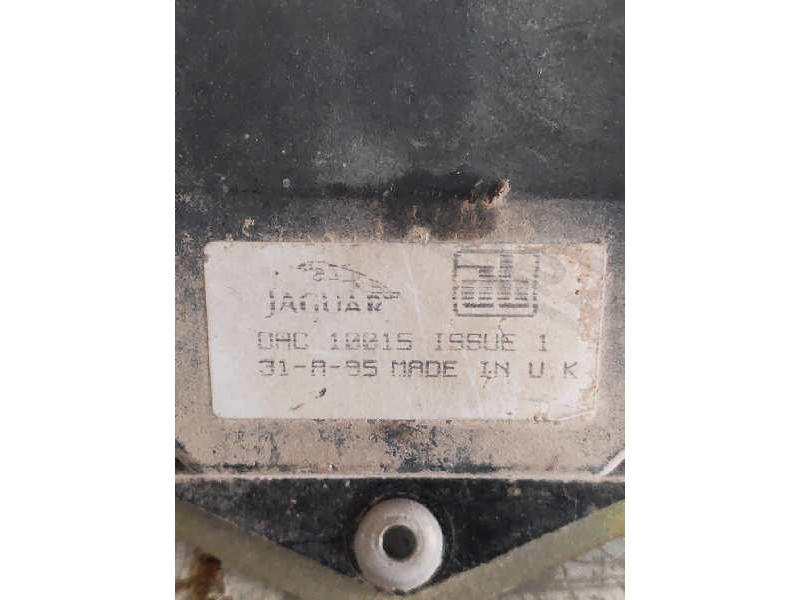 JAGUAR
DAC 10015 ISSUE 1
31-A-95 MADE IN U K